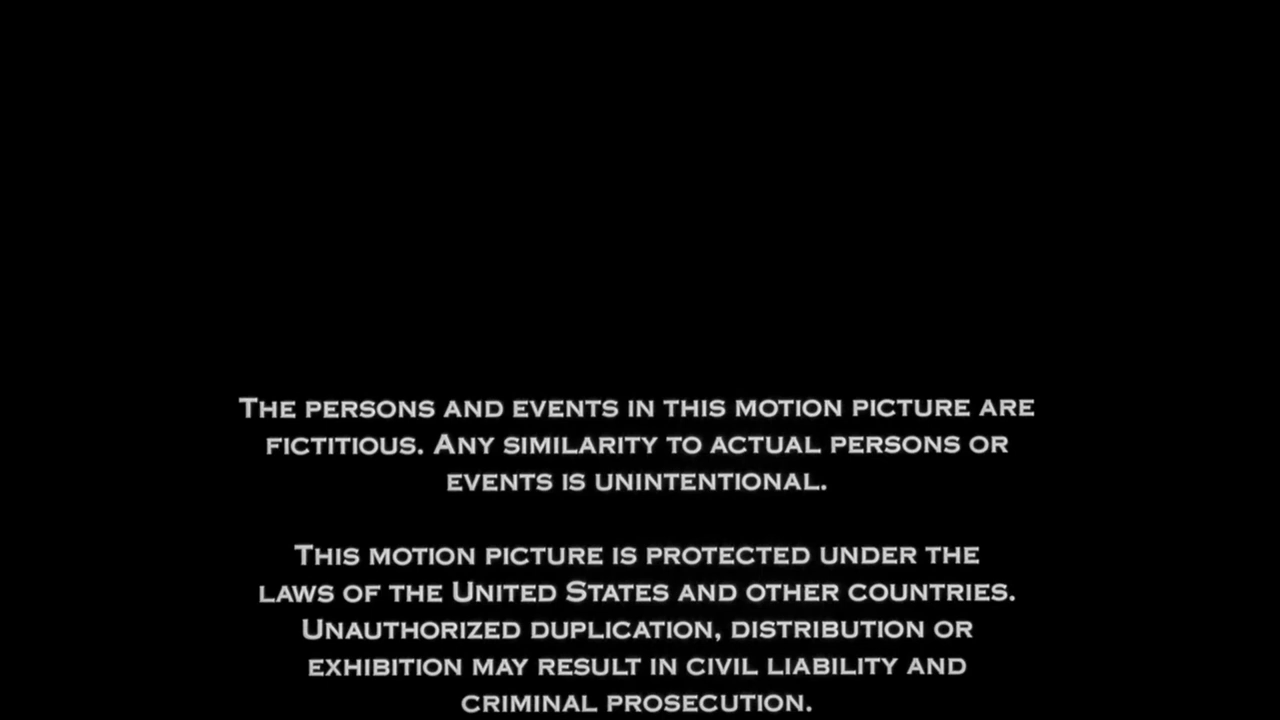 The persons and events in this motion picture are
fictitious. Any similarity to actual persons or
events is unintentional.
This motion picture is protected under the
laws of the United States and other countries.
Unauthorized duplication, distribution or
exhibition may result in civil liability and
criminal prosecution.